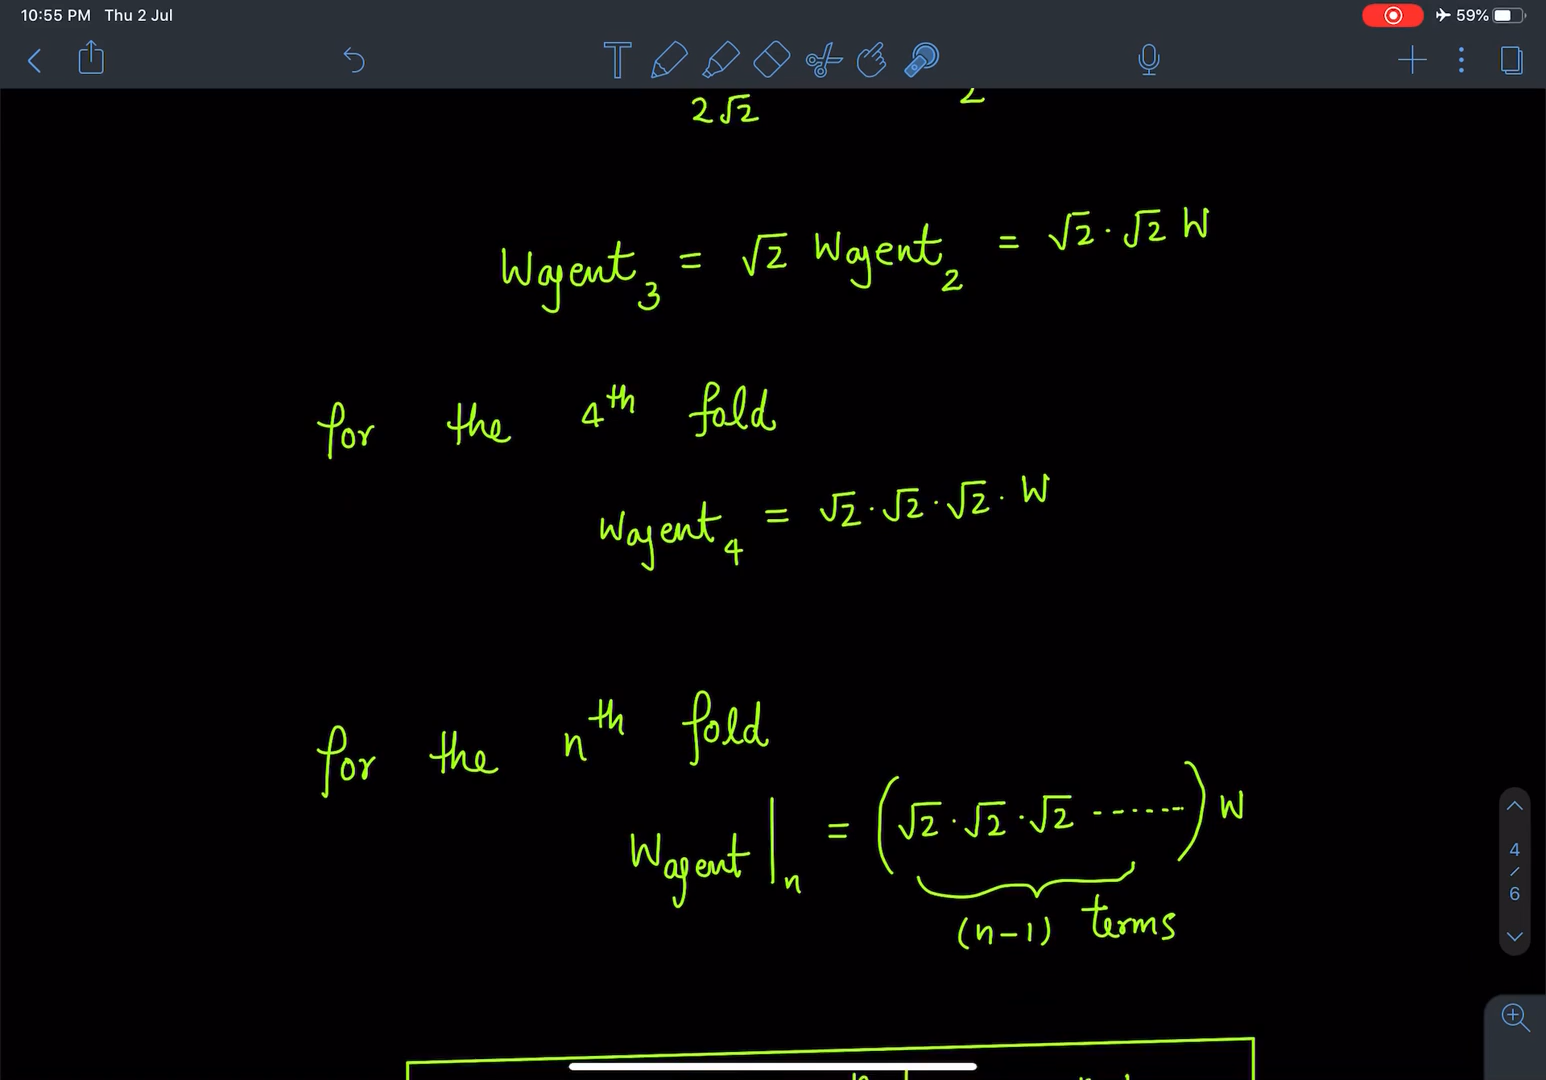 10:55 PM Thu 2 Jul
59%
T
2√2 2
Wagent₃ = √2 Wagent₂ = √2·√2 W
for the 4th fold
Wagent₄ = √2·√2·√2· W
for the nth fold
Wagent|ₙ = (√2·√2·√2 ------) W
(n-1) terms
4
/
6